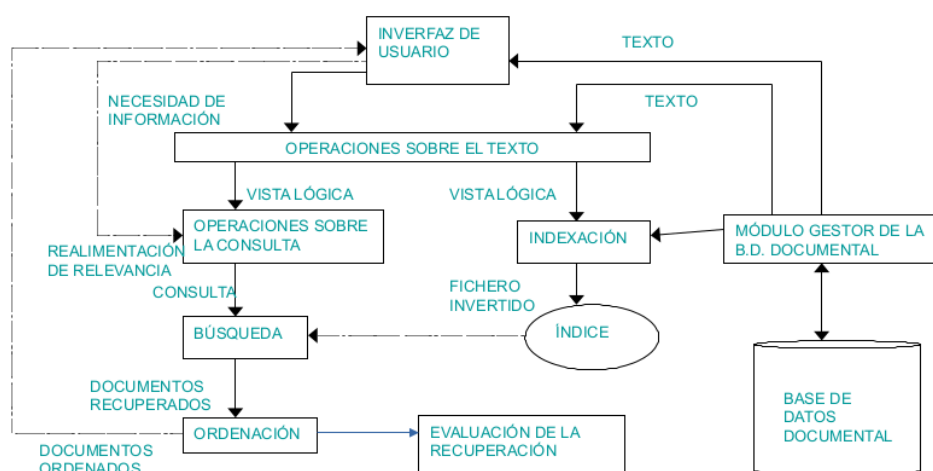 INVERFAZ DE
USUARIO
TEXTO
NECESIDAD DE
INFORMACIÓN
TEXTO
OPERACIONES SOBRE EL TEXTO
VISTA LÓGICA
VISTA LÓGICA
OPERACIONES SOBRE
LA CONSULTA
INDEXACIÓN
MÓDULO GESTOR DE LA
B.D. DOCUMENTAL
REALIMENTACIÓN
DE RELEVANCIA
CONSULTA
FICHERO
INVERTIDO
BÚSQUEDA
ÌNDICE
DOCUMENTOS
RECUPERADOS
BASE DE
DATOS
DOCUMENTAL
ORDENACIÓN
EVALUACIÓN DE LA
RECUPERACIÓN
DOCUMENTOS
ORDENADOS